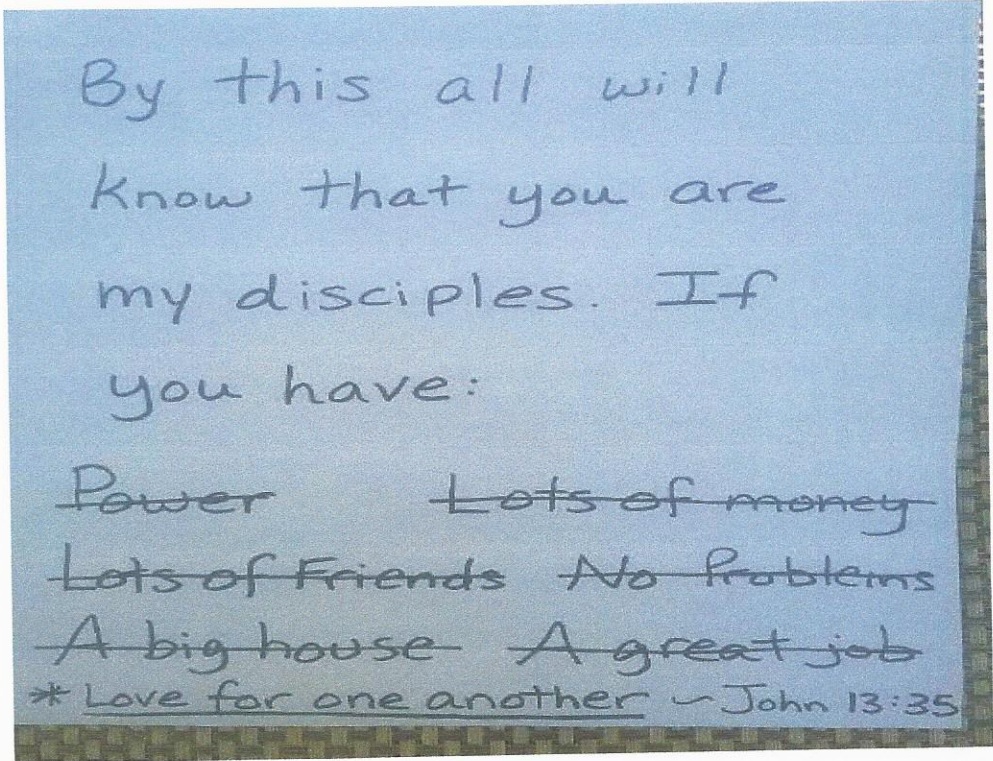 By this all will
know that you are
my disciples. If
you have:
Power Lots of money
Lots of Friends No Problems
A big house A great job
* Love for one another ~ John 13:35